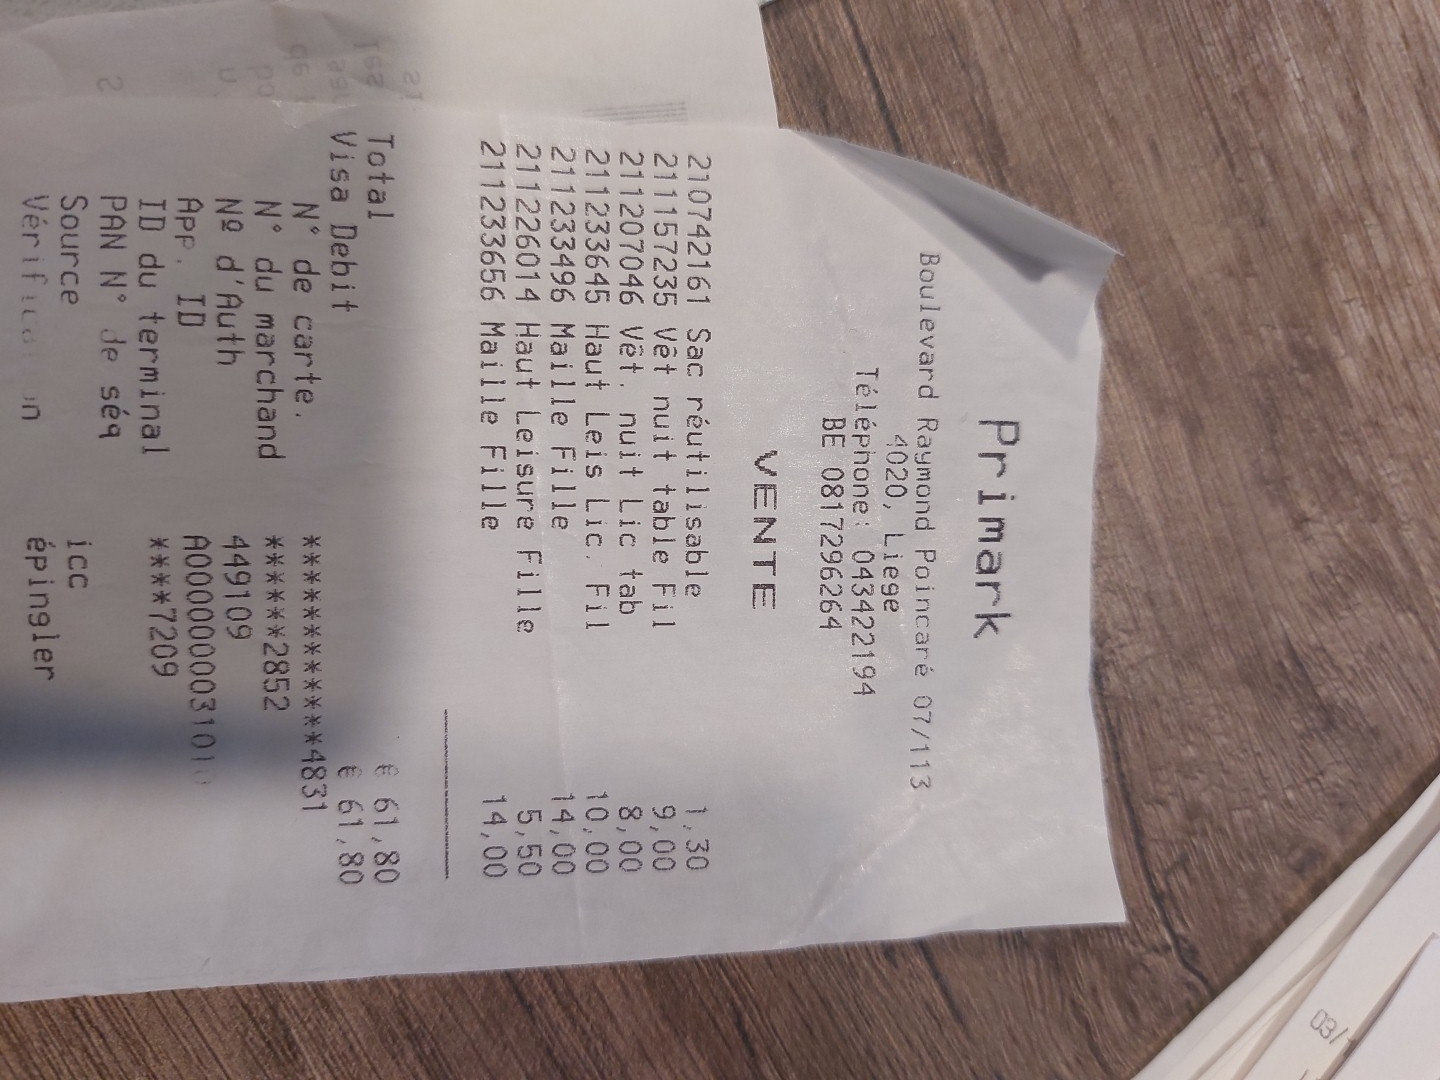 Primark
Boulevard Raymond Poincaré 07/113
4020, Liege
Téléphone: 043422194
BE 0817296264
VENTE
210742161 Sac réutilisable 1,30
211157235 Vêt nuit table Fil 9,00
211207046 Vêt. nuit Lic tab 8,00
211233645 Haut Leis Lic. Fil 10,00
211233496 Maille Fille 14,00
211226014 Haut Leisure Fille 5,50
211233656 Maille Fille 14,00
Total € 61,80
Visa Debit € 61,80
N° de carte. ************4831
N° du marchand ******2852
Nº d'Auth 449109
App. ID A0000000031010
ID du terminal ****7209
PAN N° de séq
Source icc
Vérification épingler
03/